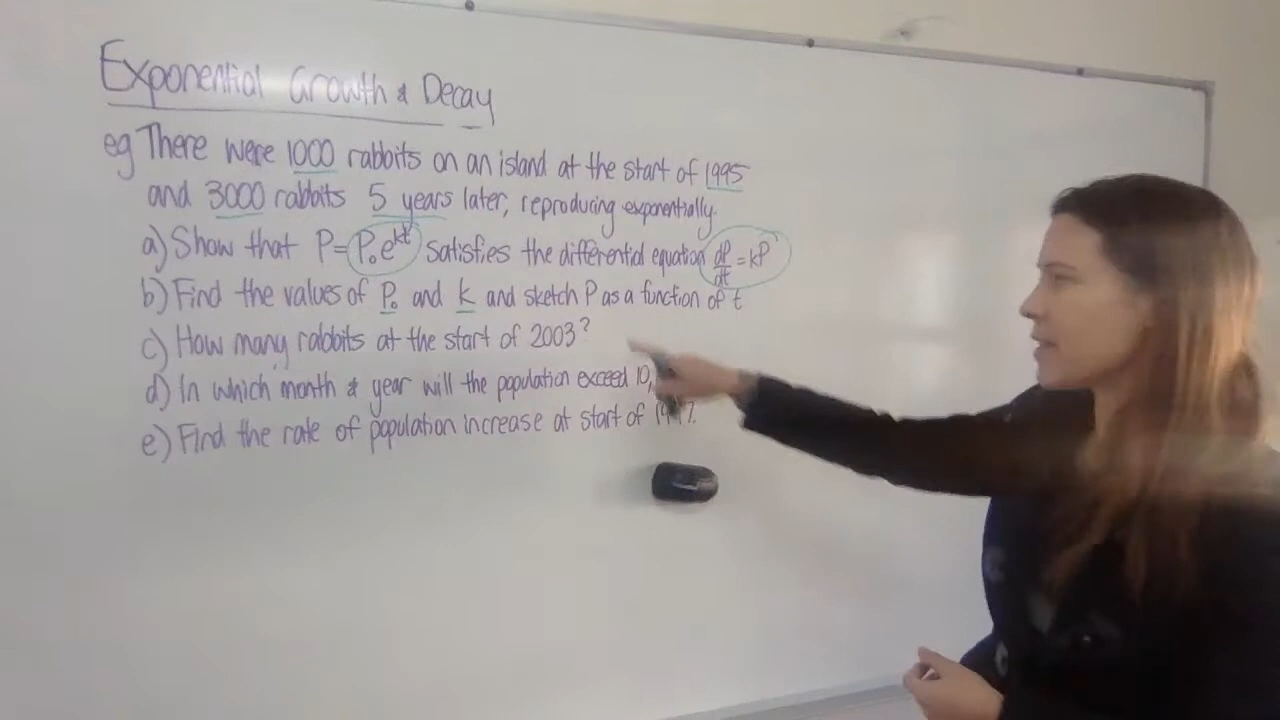 Exponential Growth & Decay
eg There were 1000 rabbits on an island at the start of 1995
and 3000 rabbits 5 years later, reproducing exponentially.
a) Show that P = P₀e^kt satisfies the differential equation dP/dt = kP
b) Find the values of P₀ and k and sketch P as a function of t
c) How many rabbits at the start of 2003?
d) In which month & year will the population exceed 10,
e) Find the rate of population increase at start of